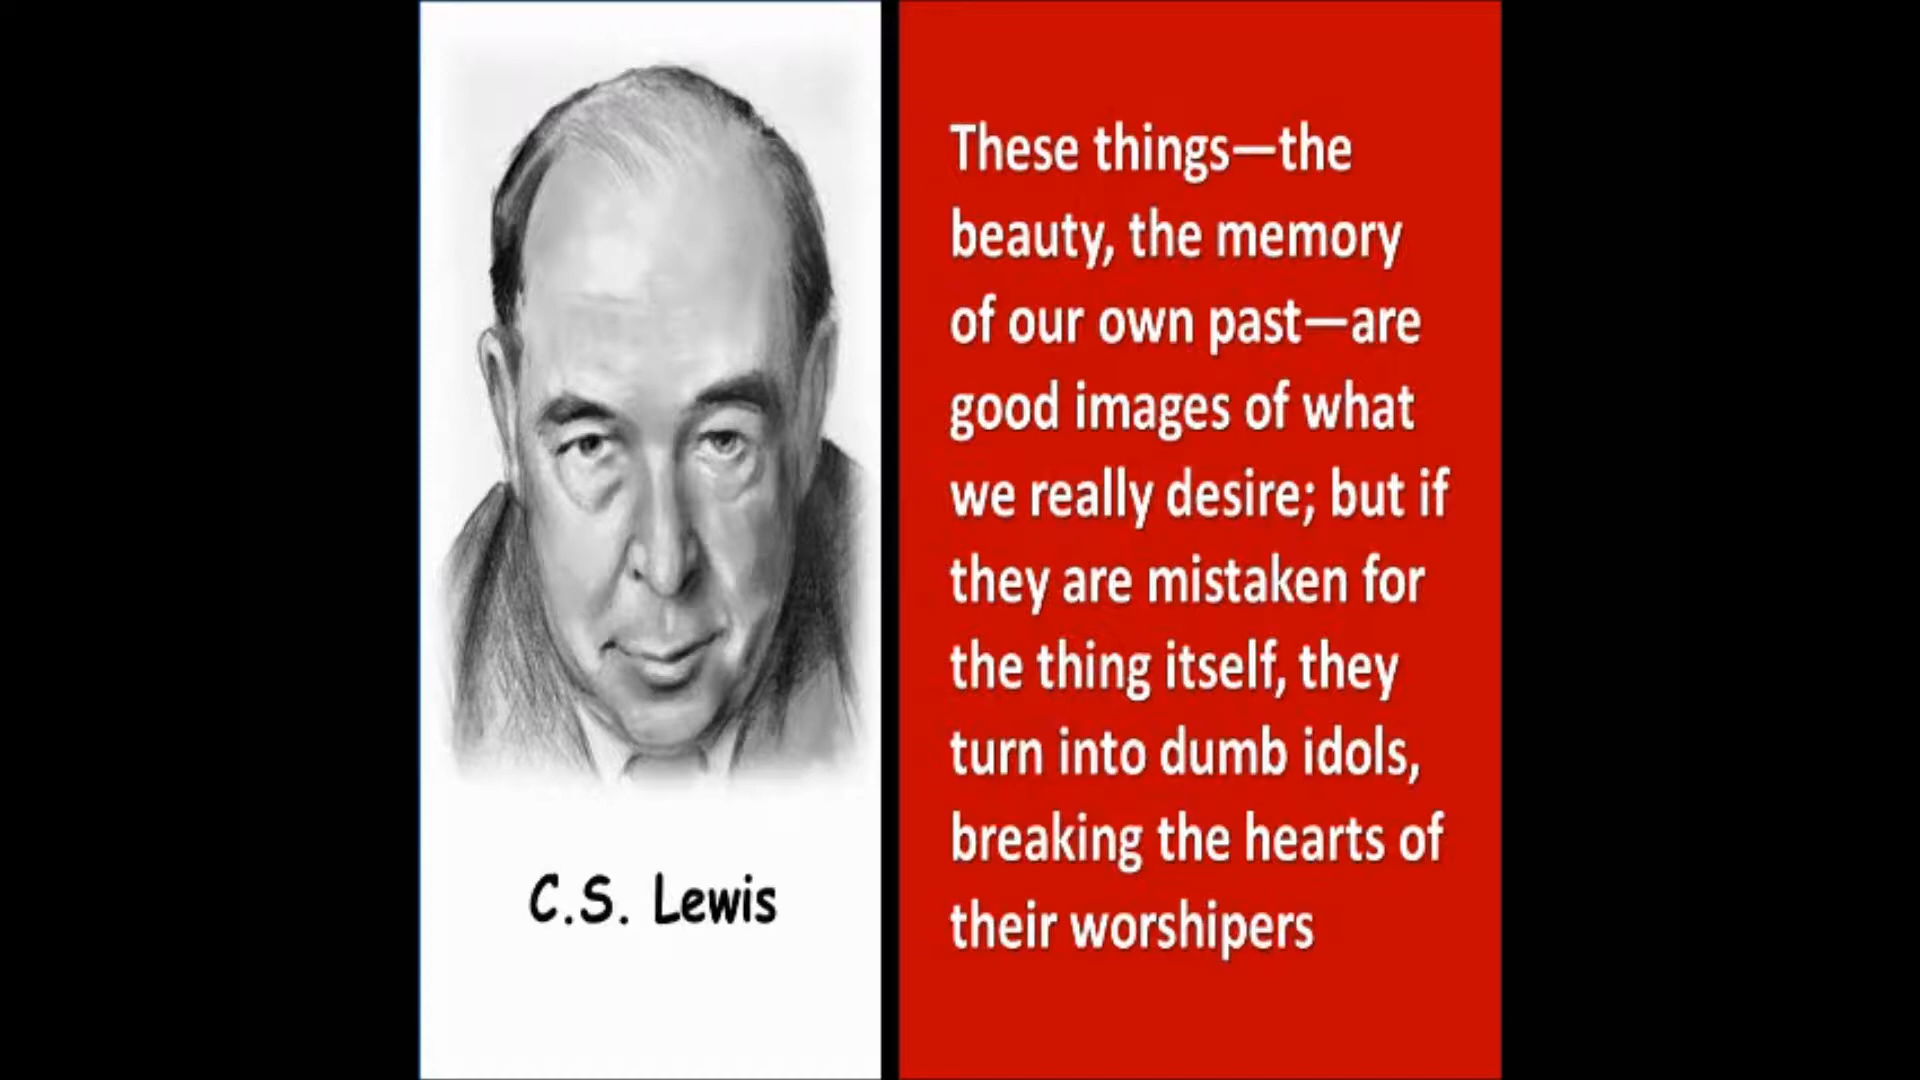 C.S. Lewis
These things—the
beauty, the memory
of our own past—are
good images of what
we really desire; but if
they are mistaken for
the thing itself, they
turn into dumb idols,
breaking the hearts of
their worshipers